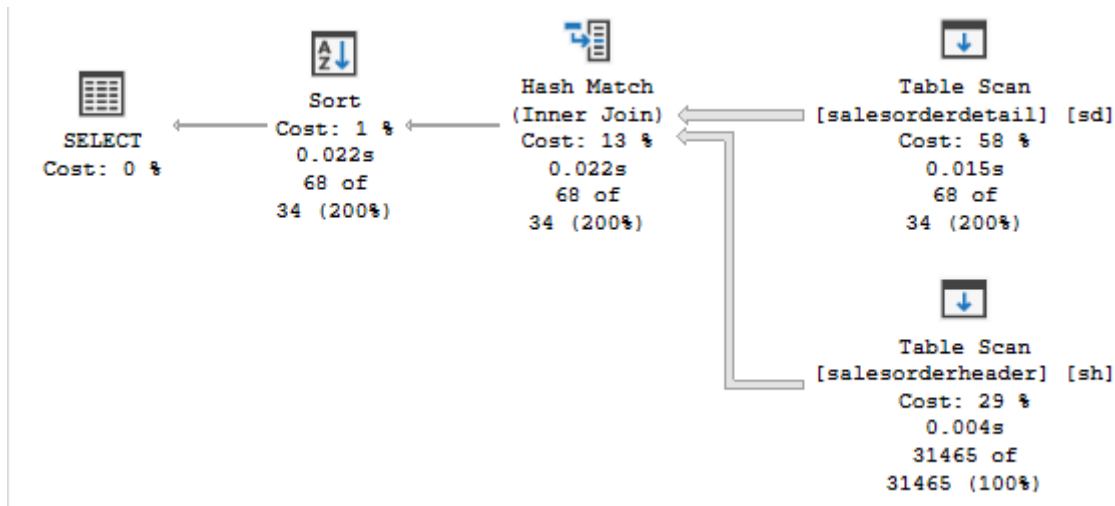 SELECT
Cost: 0 %
Sort
Cost: 1 %
0.022s
68 of
34 (200%)
Hash Match
(Inner Join)
Cost: 13 %
0.022s
68 of
34 (200%)
Table Scan
[salesorderdetail] [sd]
Cost: 58 %
0.015s
68 of
34 (200%)
Table Scan
[salesorderheader] [sh]
Cost: 29 %
0.004s
31465 of
31465 (100%)